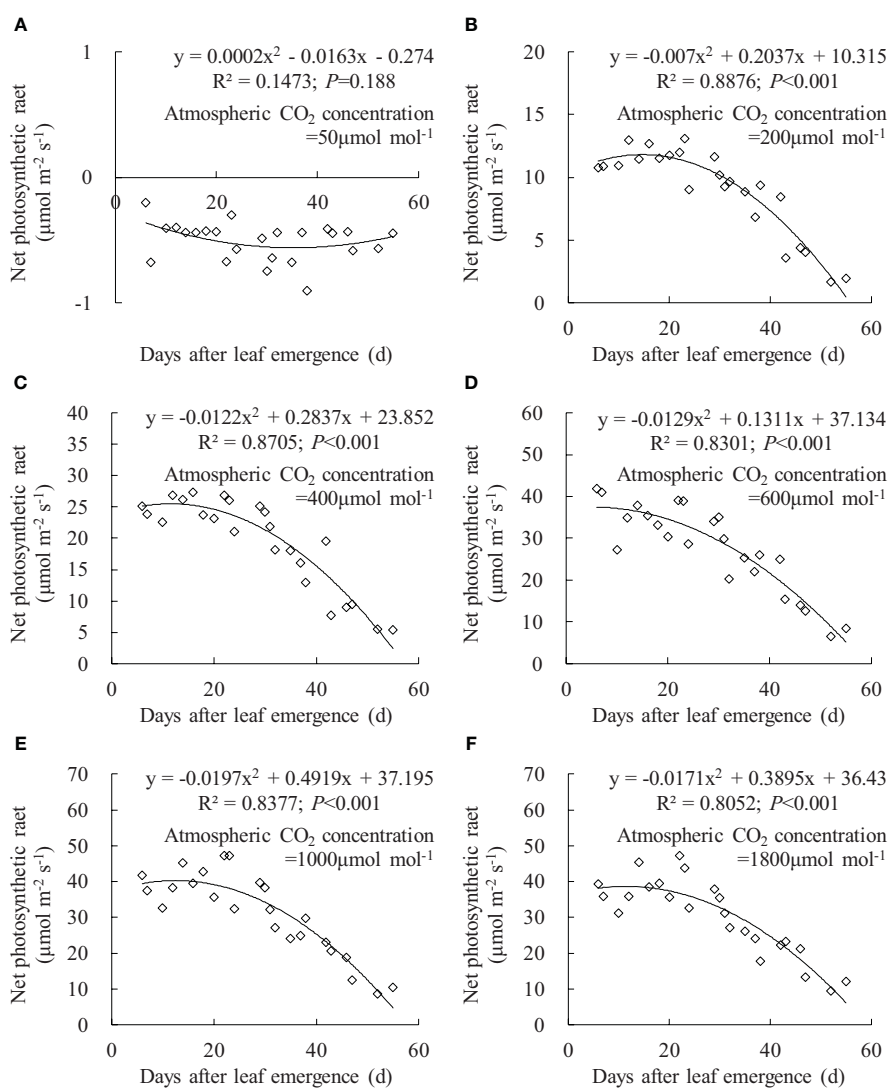 A
y = 0.0002x² - 0.0163x - 0.274
R² = 0.1473; P=0.188
Atmospheric CO₂ concentration
=50μmol mol⁻¹
Net photosynthetic raet
(μmol m⁻² s⁻¹)
1
0
-1
0 20 40 60
Days after leaf emergence (d)
B
y = -0.007x² + 0.2037x + 10.315
R² = 0.8876; P<0.001
Atmospheric CO₂ concentration
=200μmol mol⁻¹
Net photosynthetic raet
(μmol m⁻² s⁻¹)
20
15
10
5
0
0 20 40 60
Days after leaf emergence (d)
C
y = -0.0122x² + 0.2837x + 23.852
R² = 0.8705; P<0.001
Atmospheric CO₂ concentration
=400μmol mol⁻¹
Net photosynthetic raet
(μmol m⁻² s⁻¹)
40
35
30
25
20
15
10
5
0
0 20 40 60
Days after leaf emergence (d)
D
y = -0.0129x² + 0.1311x + 37.134
R² = 0.8301; P<0.001
Atmospheric CO₂ concentration
=600μmol mol⁻¹
Net photosynthetic raet
(μmol m⁻² s⁻¹)
60
50
40
30
20
10
0
0 20 40 60
Days after leaf emergence (d)
E
y = -0.0197x² + 0.4919x + 37.195
R² = 0.8377; P<0.001
Atmospheric CO₂ concentration
=1000μmol mol⁻¹
Net photosynthetic raet
(μmol m⁻² s⁻¹)
70
60
50
40
30
20
10
0
0 20 40 60
Days after leaf emergence (d)
F
y = -0.0171x² + 0.3895x + 36.43
R² = 0.8052; P<0.001
Atmospheric CO₂ concentration
=1800μmol mol⁻¹
Net photosynthetic raet
(μmol m⁻² s⁻¹)
70
60
50
40
30
20
10
0
0 20 40 60
Days after leaf emergence (d)